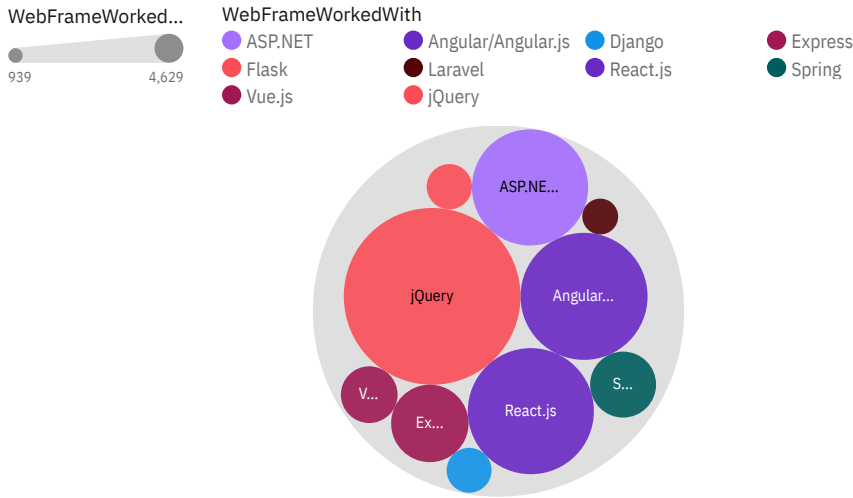 WebFrameWorked...
939
4,629
WebFrameWorkedWith
ASP.NET
Angular/Angular.js
Django
Express
Flask
Laravel
React.js
Spring
Vue.js
jQuery
ASP.NE...
jQuery
Angular...
V...
Ex...
React.js
S...